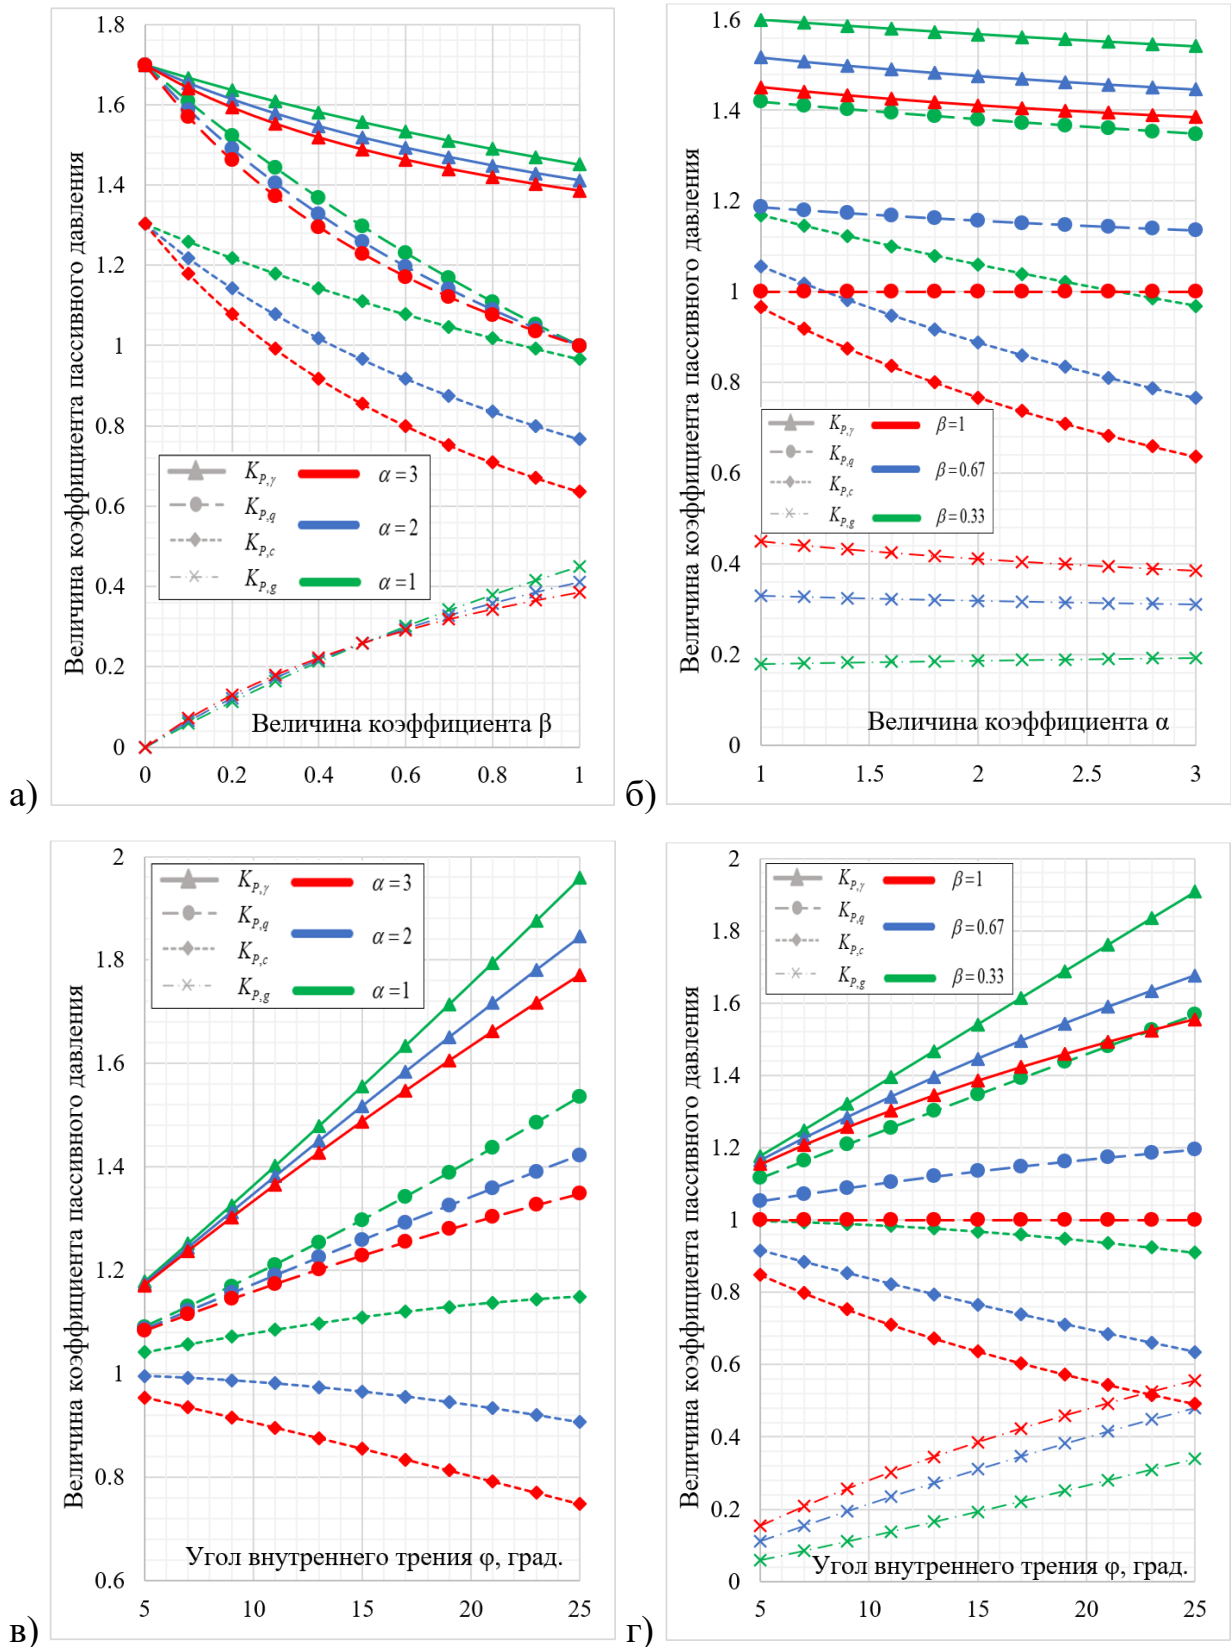 1.8
1.6
1.4
1.2
1
0.8
0.6
0.4
0.2
0
0 0.2 0.4 0.6 0.8 1
Величина коэффициента пассивного давления
Величина коэффициента β
K_{P,γ} α = 3
K_{P,q}
α = 2
K_{P,c}
K_{P,g} α = 1
а)
1.6
1.4
1.2
1
0.8
0.6
0.4
0.2
0
1 1.5 2 2.5 3
Величина коэффициента пассивного давления
Величина коэффициента α
K_{P,γ} β=1
K_{P,q}
β=0.67
K_{P,c}
K_{P,g} β=0.33
б)
2
1.8
1.6
1.4
1.2
1
0.8
0.6
5 10 15 20 25
Величина коэффициента пассивного давления
Угол внутреннего трения φ, град.
K_{P,γ} α = 3
K_{P,q}
α = 2
K_{P,c}
K_{P,g} α = 1
в)
2
1.8
1.6
1.4
1.2
1
0.8
0.6
0.4
0.2
0
5 10 15 20 25
Величина коэффициента пассивного давления
Угол внутреннего трения φ, град.
K_{P,γ} β=1
K_{P,q}
β=0.67
K_{P,c}
K_{P,g} β=0.33
г)